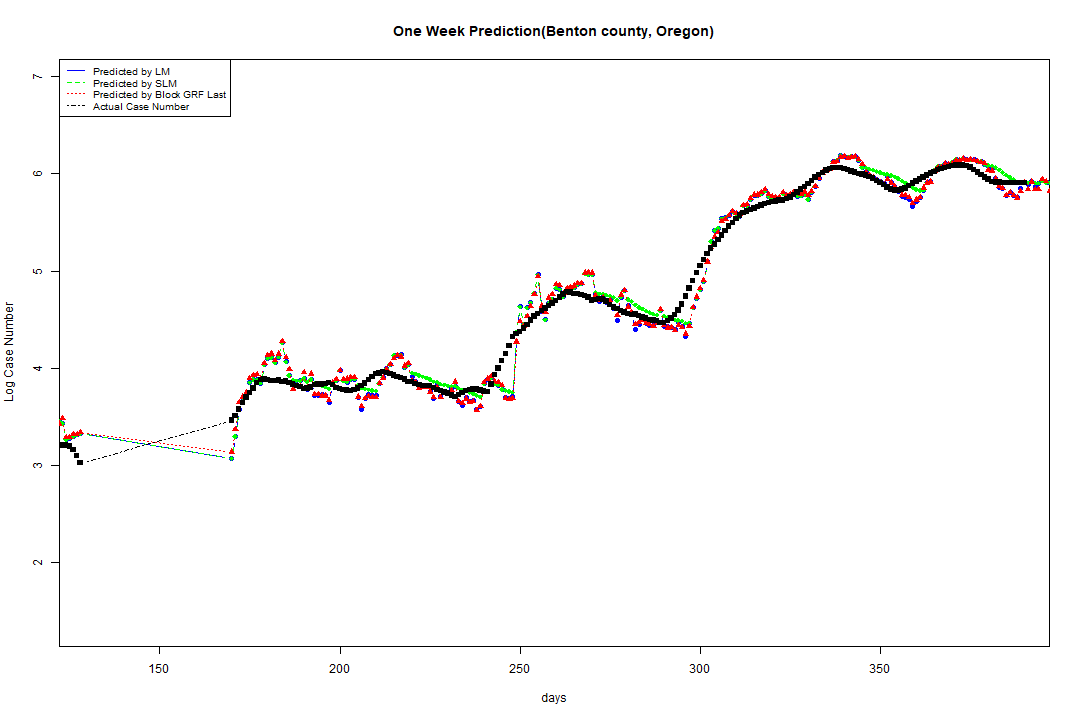 One Week Prediction(Benton county, Oregon)
Predicted by LM
Predicted by SLM
Predicted by Block GRF Last
Actual Case Number
7
6
5
4
3
2
Log Case Number
150 200 250 300 350
days